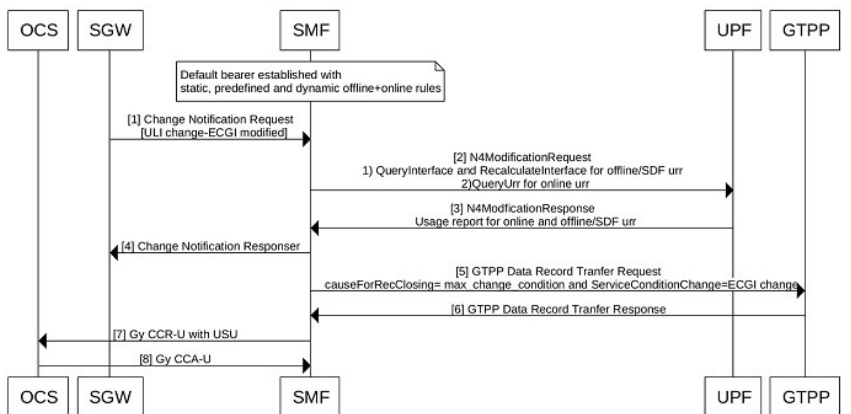 OCS SGW SMF UPF GTPP
Default bearer established with
static, predefined and dynamic offline+online rules
[1] Change Notification Request
[ULI change-ECGI modified]
[2] N4ModificationRequest
1) QueryInterface and RecalculateInterface for offline/SDF urr
2)QueryUrr for online urr
[3] N4ModficationResponse
Usage report for online and offline/SDF urr
[4] Change Notification Responser
[5] GTPP Data Record Tranfer Request
causeForRecClosing= max_change_condition and ServiceConditionChange=ECGI change
[6] GTPP Data Record Tranfer Response
[7] Gy CCR-U with USU
[8] Gy CCA-U
OCS SGW SMF UPF GTPP